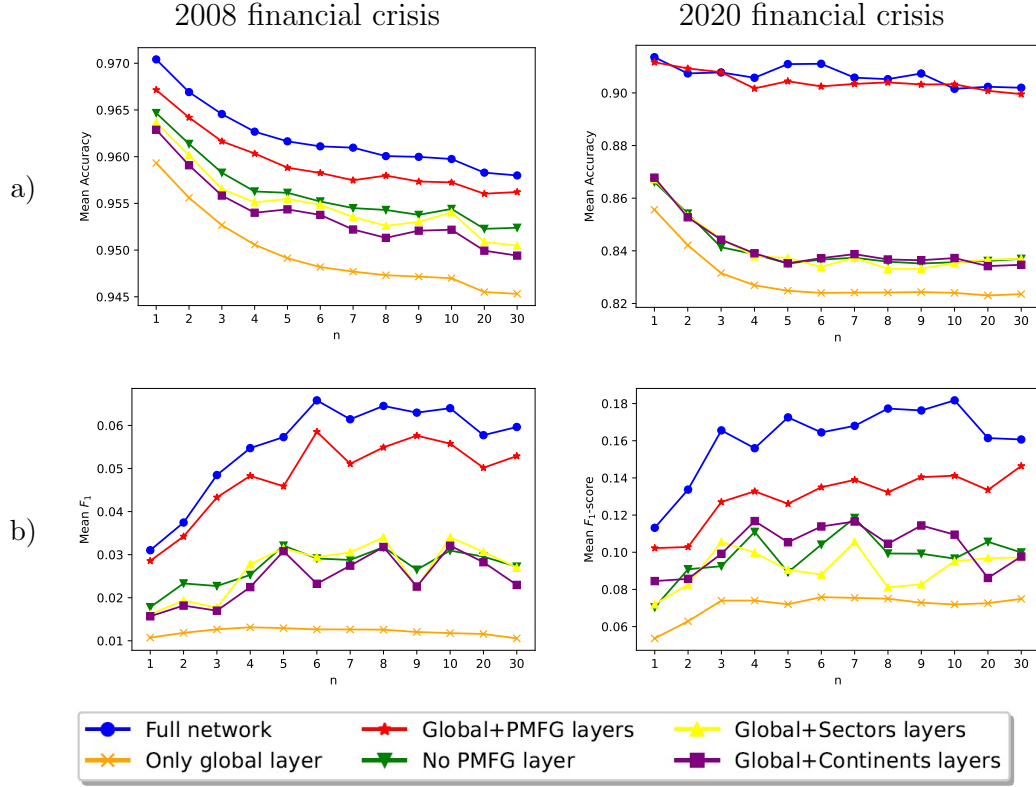 2008 financial crisis
2020 financial crisis
a)
Mean Accuracy
0.970
0.965
0.960
0.955
0.950
0.945
1 2 3 4 5 6 7 8 9 10 20 30
n
Mean Accuracy
0.90
0.88
0.86
0.84
0.82
1 2 3 4 5 6 7 8 9 10 20 30
n
b)
Mean F₁
0.06
0.05
0.04
0.03
0.02
0.01
1 2 3 4 5 6 7 8 9 10 20 30
n
Mean F₁-score
0.18
0.16
0.14
0.12
0.10
0.08
0.06
1 2 3 4 5 6 7 8 9 10 20 30
n
Full network
Global+PMFG layers
Global+Sectors layers
Only global layer
No PMFG layer
Global+Continents layers